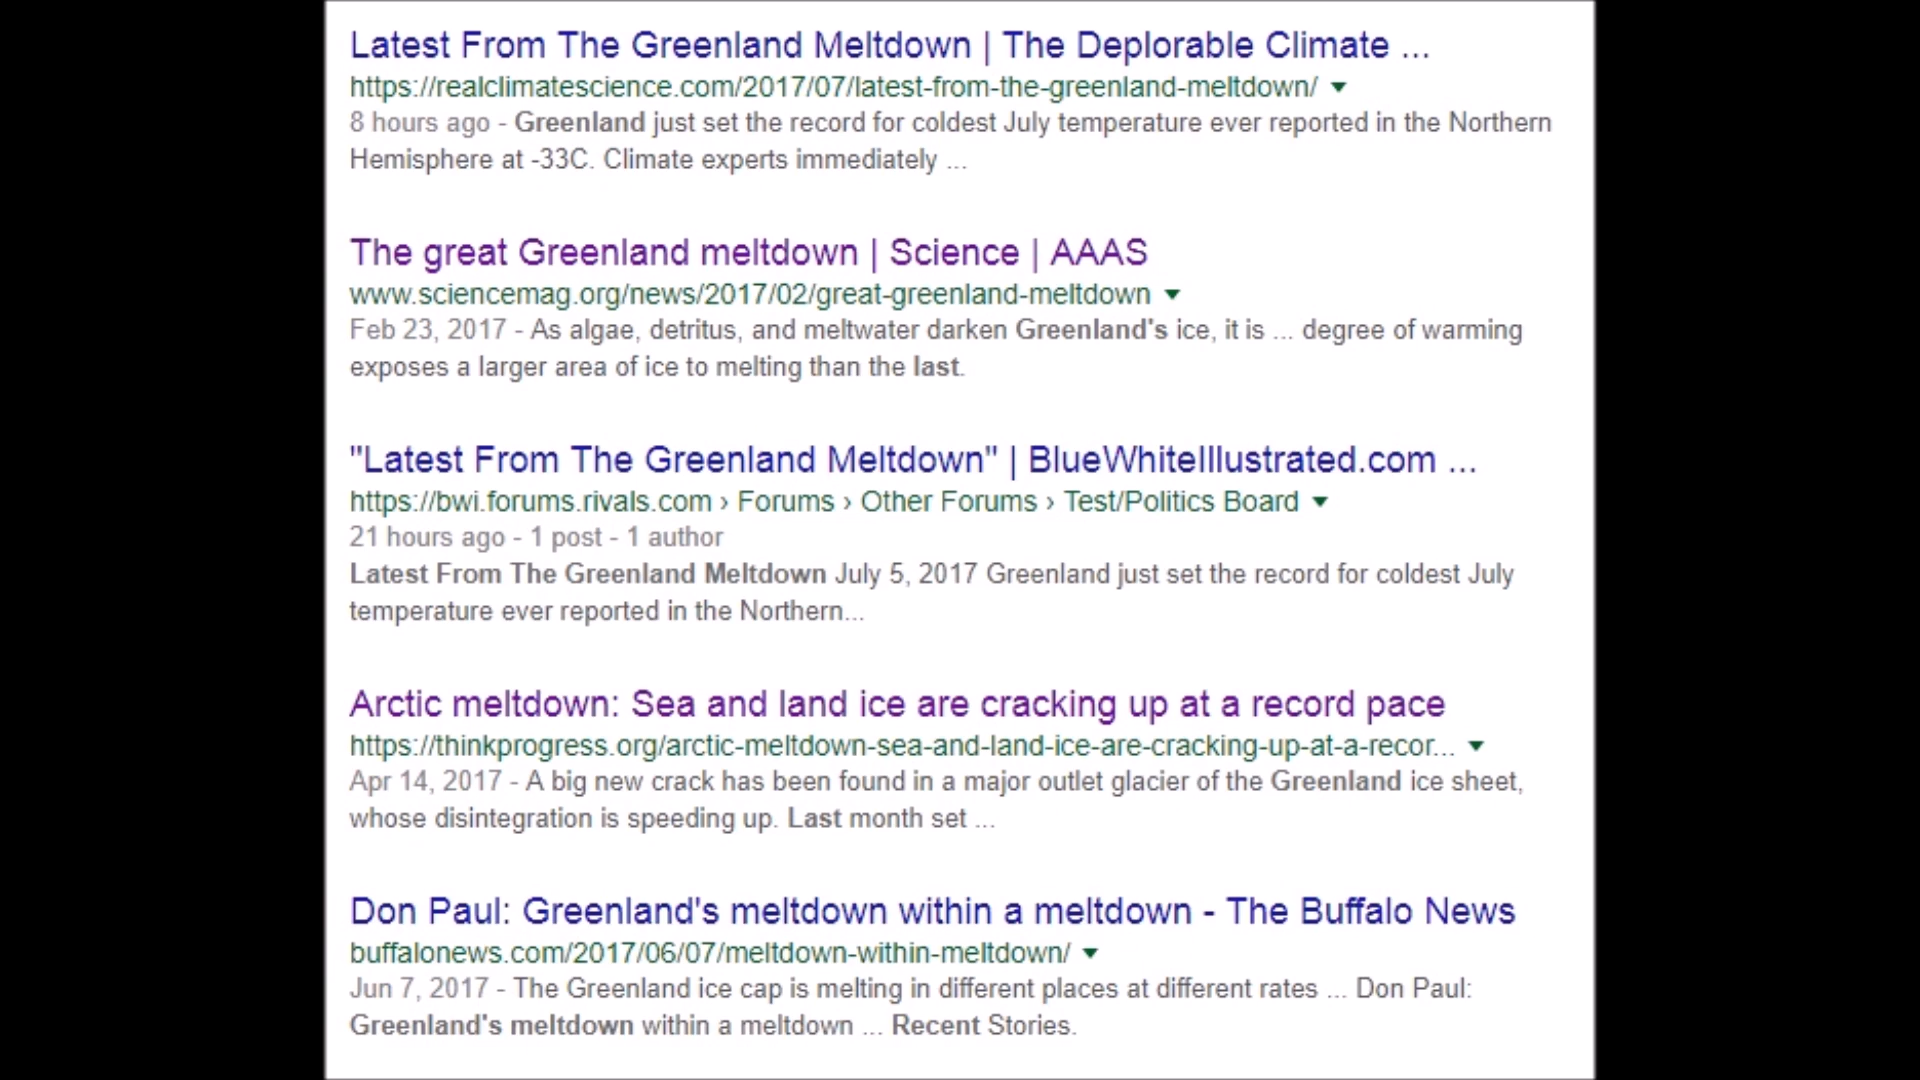 Latest From The Greenland Meltdown | The Deplorable Climate ...
https://realclimatescience.com/2017/07/latest-from-the-greenland-meltdown/
8 hours ago - Greenland just set the record for coldest July temperature ever reported in the Northern
Hemisphere at -33C. Climate experts immediately ...
The great Greenland meltdown | Science | AAAS
www.sciencemag.org/news/2017/02/great-greenland-meltdown
Feb 23, 2017 - As algae, detritus, and meltwater darken Greenland's ice, it is ... degree of warming
exposes a larger area of ice to melting than the last.
"Latest From The Greenland Meltdown" | BlueWhiteIllustrated.com ...
https://bwi.forums.rivals.com › Forums › Other Forums › Test/Politics Board
21 hours ago - 1 post - 1 author
Latest From The Greenland Meltdown July 5, 2017 Greenland just set the record for coldest July
temperature ever reported in the Northern...
Arctic meltdown: Sea and land ice are cracking up at a record pace
https://thinkprogress.org/arctic-meltdown-sea-and-land-ice-are-cracking-up-at-a-recor...
Apr 14, 2017 - A big new crack has been found in a major outlet glacier of the Greenland ice sheet,
whose disintegration is speeding up. Last month set ...
Don Paul: Greenland's meltdown within a meltdown - The Buffalo News
buffalonews.com/2017/06/07/meltdown-within-meltdown/
Jun 7, 2017 - The Greenland ice cap is melting in different places at different rates ... Don Paul:
Greenland's meltdown within a meltdown ... Recent Stories.